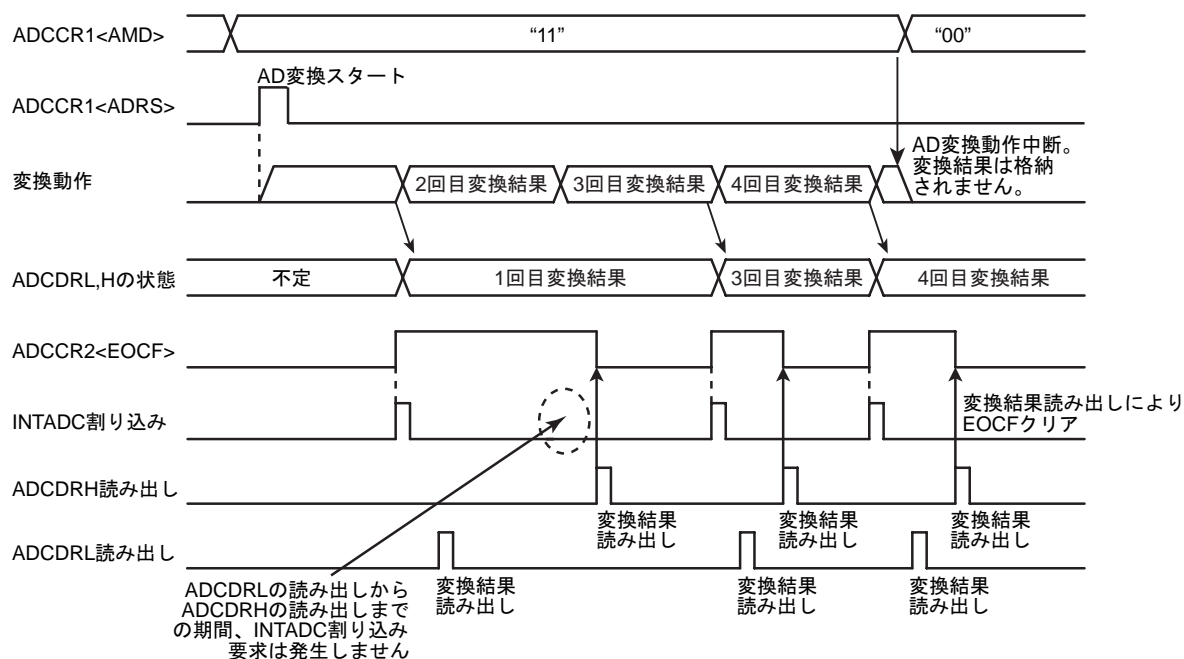 ADCCR1<AMD>
“11”
“00”
AD変換スタート
ADCCR1<ADRS>
AD変換動作中断。
変換結果は格納
されません。
変換動作
2回目変換結果
3回目変換結果
4回目変換結果
ADCDRL,Hの状態
不定
1回目変換結果
3回目変換結果
4回目変換結果
ADCCR2<EOCF>
INTADC割り込み
変換結果読み出しにより
EOCFクリア
ADCDRH読み出し
変換結果
読み出し
変換結果
読み出し
変換結果
読み出し
ADCDRL読み出し
変換結果
読み出し
変換結果
読み出し
変換結果
読み出し
ADCDRLの読み出しから
ADCDRHの読み出しまで
の期間、INTADC割り込み
要求は発生しません